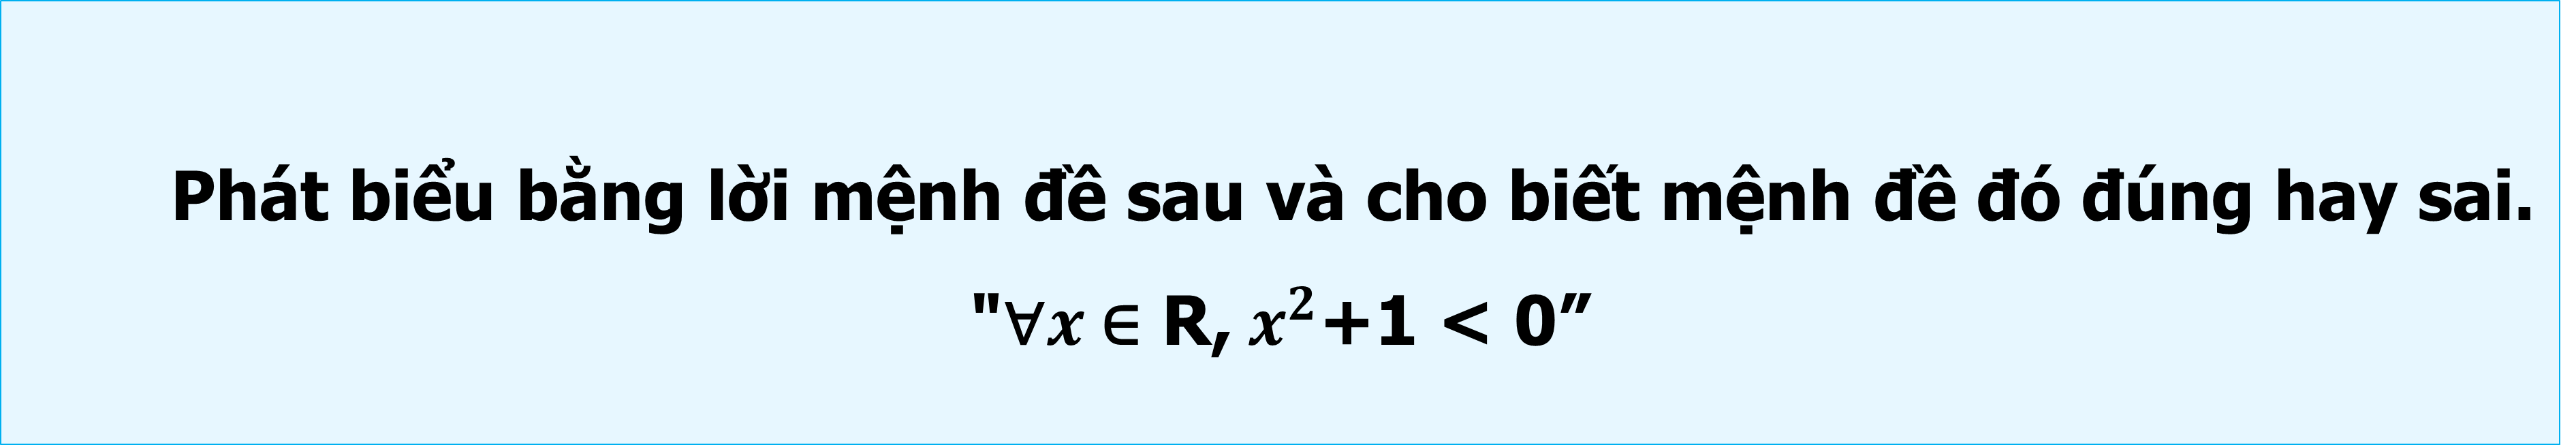 Phát biểu bằng lời mệnh đề sau và cho biết mệnh đề đó đúng hay sai.
"∀𝒙 ∈ R, 𝒙²+1 < 0″